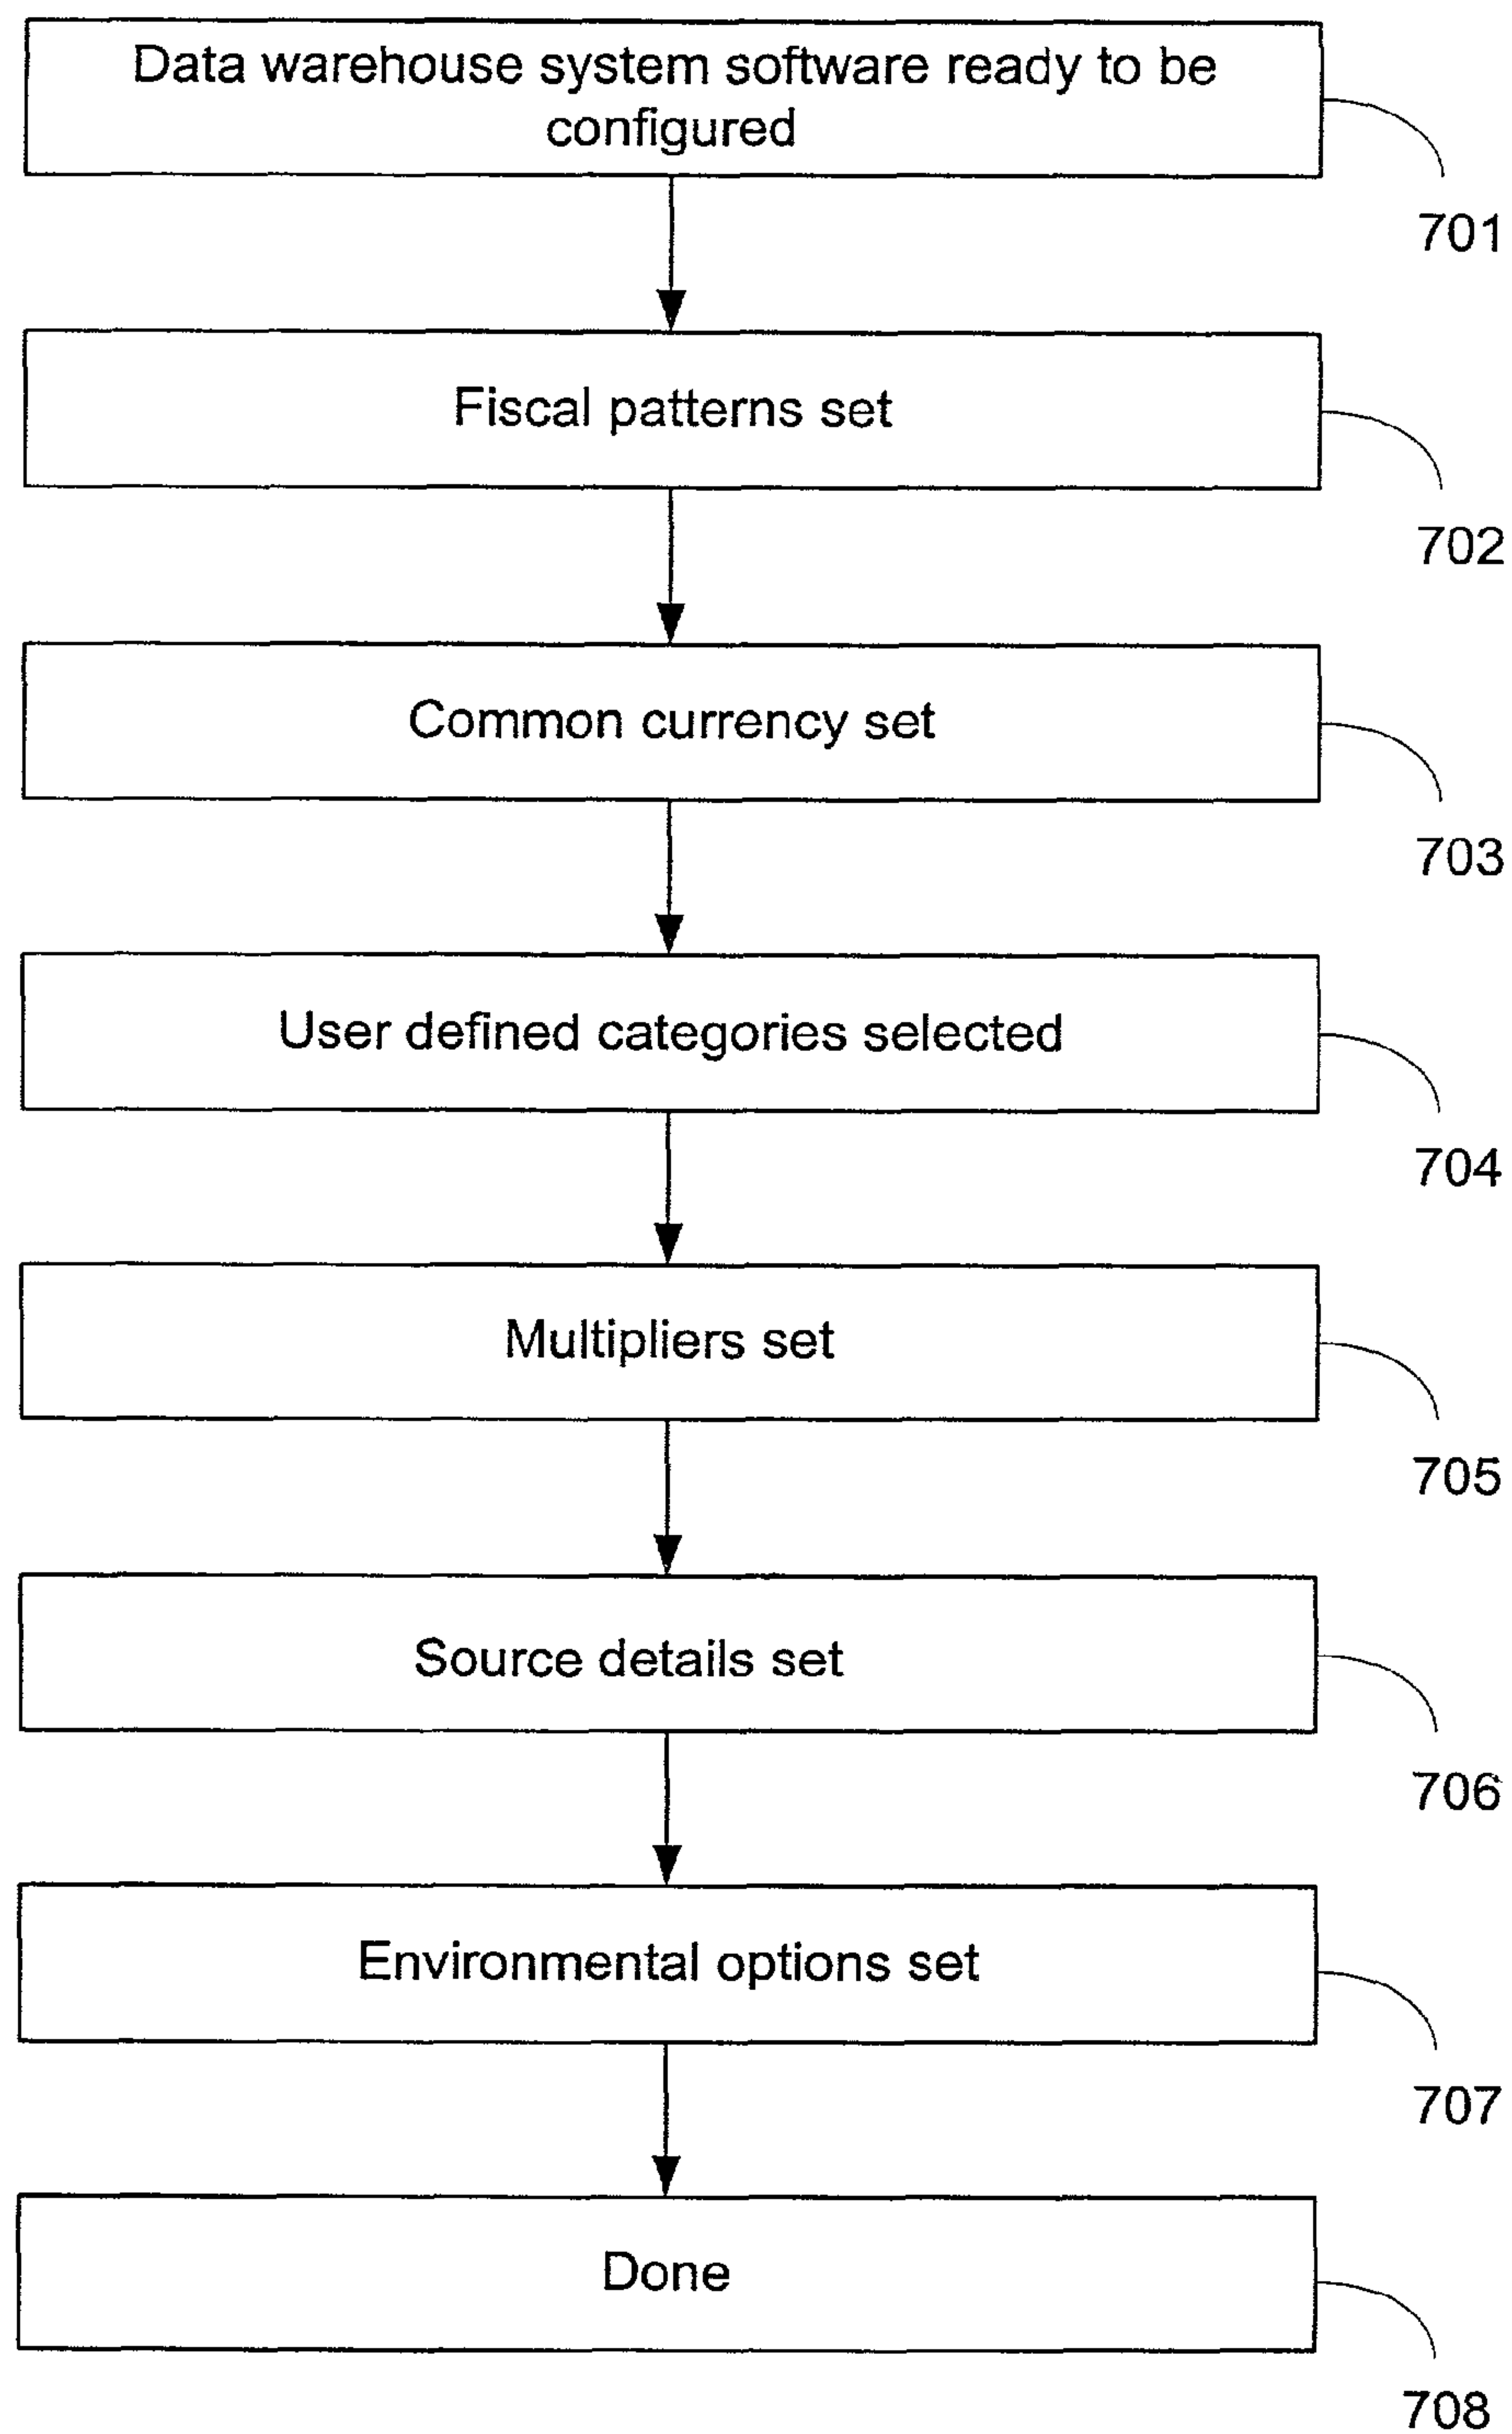 Data warehouse system software ready to be
configured
701
Fiscal patterns set
702
Common currency set
703
User defined categories selected
704
Multipliers set
705
Source details set
706
Environmental options set
707
Done
708